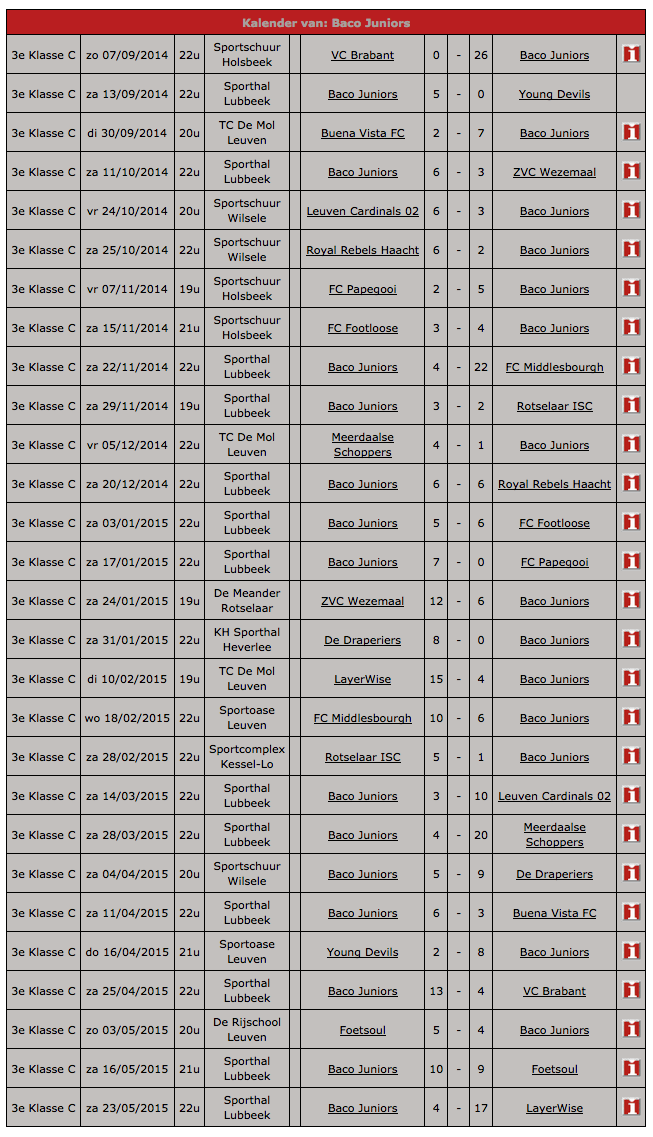 Kalender van: Baco Juniors
3e Klasse C zo 07/09/2014 22u Sportschuur Holsbeek VC Brabant 0 - 26 Baco Juniors
3e Klasse C za 13/09/2014 22u Sporthal Lubbeek Baco Juniors 5 - 0 Young Devils
3e Klasse C di 30/09/2014 20u TC De Mol Leuven Buena Vista FC 2 - 7 Baco Juniors
3e Klasse C za 11/10/2014 22u Sporthal Lubbeek Baco Juniors 6 - 3 ZVC Wezemaal
3e Klasse C vr 24/10/2014 20u Sportschuur Wilsele Leuven Cardinals 02 6 - 3 Baco Juniors
3e Klasse C za 25/10/2014 22u Sportschuur Wilsele Royal Rebels Haacht 6 - 2 Baco Juniors
3e Klasse C vr 07/11/2014 19u Sportschuur Holsbeek FC Papegooi 2 - 5 Baco Juniors
3e Klasse C za 15/11/2014 21u Sportschuur Holsbeek FC Footloose 3 - 4 Baco Juniors
3e Klasse C za 22/11/2014 22u Sporthal Lubbeek Baco Juniors 4 - 22 FC Middlesbourgh
3e Klasse C za 29/11/2014 19u Sporthal Lubbeek Baco Juniors 3 - 2 Rotselaar ISC
3e Klasse C vr 05/12/2014 22u TC De Mol Leuven Meerdaalse Schoppers 4 - 1 Baco Juniors
3e Klasse C za 20/12/2014 22u Sporthal Lubbeek Baco Juniors 6 - 6 Royal Rebels Haacht
3e Klasse C za 03/01/2015 22u Sporthal Lubbeek Baco Juniors 5 - 6 FC Footloose
3e Klasse C za 17/01/2015 22u Sporthal Lubbeek Baco Juniors 7 - 0 FC Papegooi
3e Klasse C za 24/01/2015 19u De Meander Rotselaar ZVC Wezemaal 12 - 6 Baco Juniors
3e Klasse C za 31/01/2015 22u KH Sporthal Heverlee De Draperiers 8 - 0 Baco Juniors
3e Klasse C di 10/02/2015 19u TC De Mol Leuven LayerWise 15 - 4 Baco Juniors
3e Klasse C wo 18/02/2015 22u Sportoase Leuven FC Middlesbourgh 10 - 6 Baco Juniors
3e Klasse C za 28/02/2015 22u Sportcomplex Kessel-Lo Rotselaar ISC 5 - 1 Baco Juniors
3e Klasse C za 14/03/2015 22u Sporthal Lubbeek Baco Juniors 3 - 10 Leuven Cardinals 02
3e Klasse C za 28/03/2015 22u Sporthal Lubbeek Baco Juniors 4 - 20 Meerdaalse Schoppers
3e Klasse C za 04/04/2015 20u Sportschuur Wilsele Baco Juniors 5 - 9 De Draperiers
3e Klasse C za 11/04/2015 22u Sporthal Lubbeek Baco Juniors 6 - 3 Buena Vista FC
3e Klasse C do 16/04/2015 21u Sportoase Leuven Young Devils 2 - 8 Baco Juniors
3e Klasse C za 25/04/2015 22u Sporthal Lubbeek Baco Juniors 13 - 4 VC Brabant
3e Klasse C zo 03/05/2015 20u De Rijschool Leuven Foetsoul 5 - 4 Baco Juniors
3e Klasse C za 16/05/2015 21u Sporthal Lubbeek Baco Juniors 10 - 9 Foetsoul
3e Klasse C za 23/05/2015 22u Sporthal Lubbeek Baco Juniors 4 - 17 LayerWise